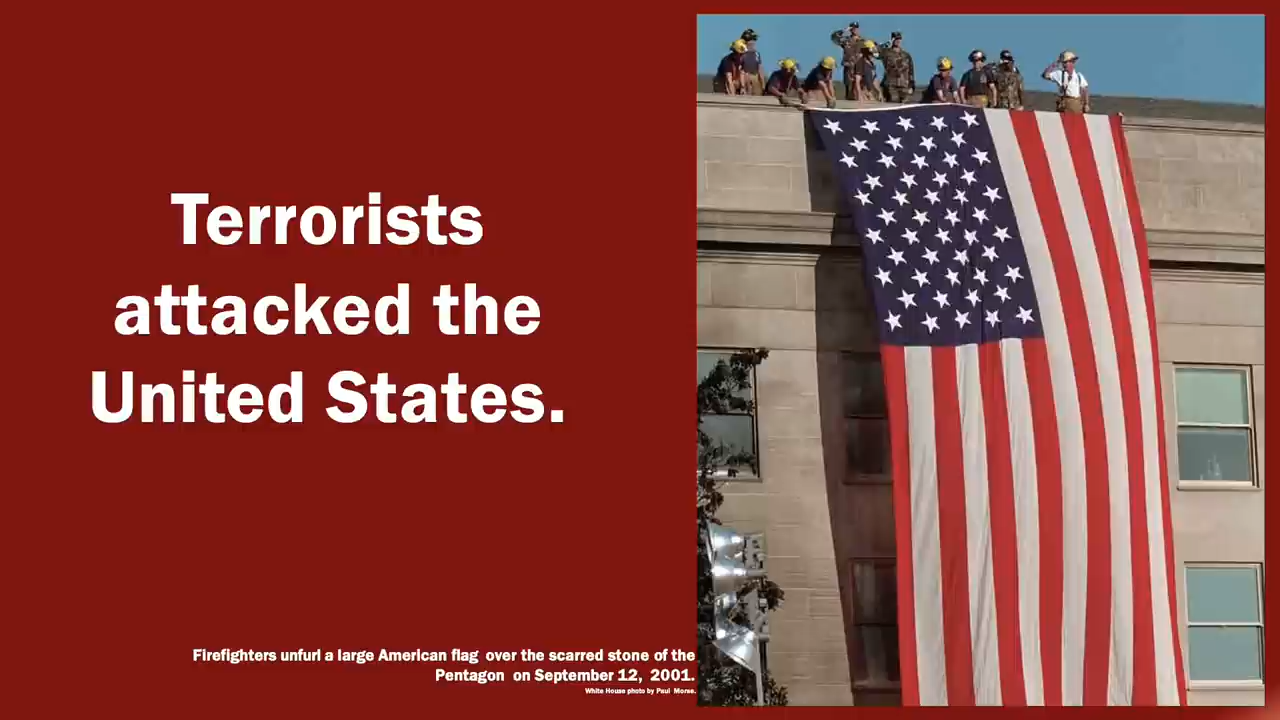 Terrorists
attacked the
United States.
Firefighters unfurl a large American flag over the scarred stone of the
Pentagon on September 12, 2001.
White House photo by Paul Morse.